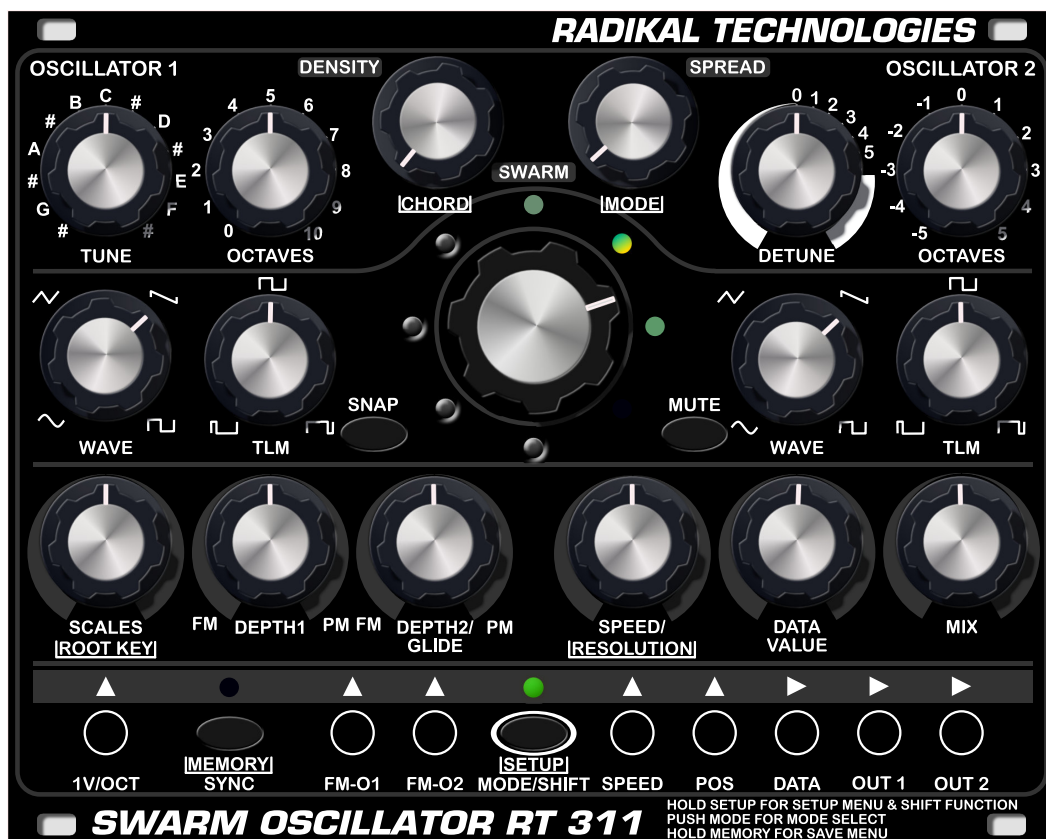 RADIKAL TECHNOLOGIES
OSCILLATOR 1
DENSITY
SPREAD
OSCILLATOR 2
C
#
D
#
E
F
#
#
G
#
A
#
B
TUNE
0
1
2
3
4
5
6
7
8
9
10
OCTAVES
CHORD
SWARM
MODE
0
1
2
3
4
5
DETUNE
-5
-4
-3
-2
-1
0
1
2
3
4
5
OCTAVES
WAVE
TLM
SNAP
MUTE
WAVE
TLM
SCALES
ROOT KEY
FM
DEPTH1
PM
FM
DEPTH2/
GLIDE
PM
SPEED/
RESOLUTION
DATA
VALUE
MIX
1V/OCT
MEMORY
SYNC
FM-O1
FM-O2
SETUP
MODE/SHIFT
SPEED
POS
DATA
OUT 1
OUT 2
SWARM OSCILLATOR RT 311
HOLD SETUP FOR SETUP MENU & SHIFT FUNCTION
PUSH MODE FOR MODE SELECT
HOLD MEMORY FOR SAVE MENU